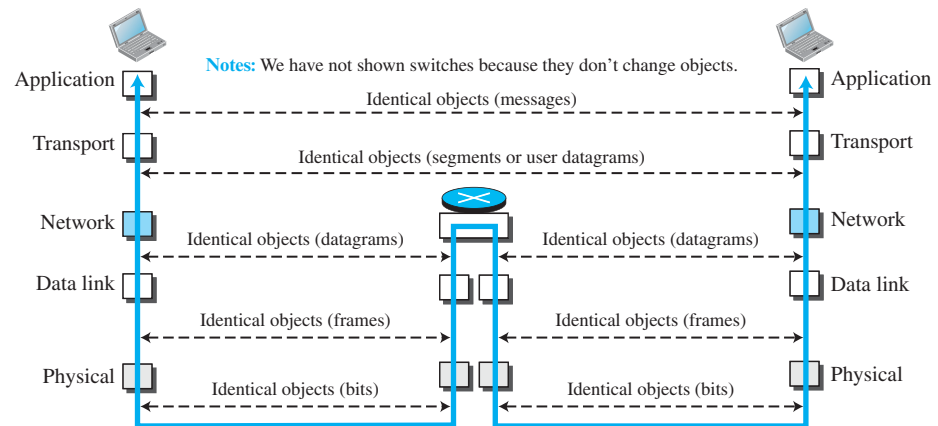 Notes: We have not shown switches because they don't change objects.
Application
Application
Identical objects (messages)
Transport
Transport
Identical objects (segments or user datagrams)
Network
Network
Identical objects (datagrams)
Identical objects (datagrams)
Data link
Data link
Identical objects (frames)
Identical objects (frames)
Physical
Physical
Identical objects (bits)
Identical objects (bits)